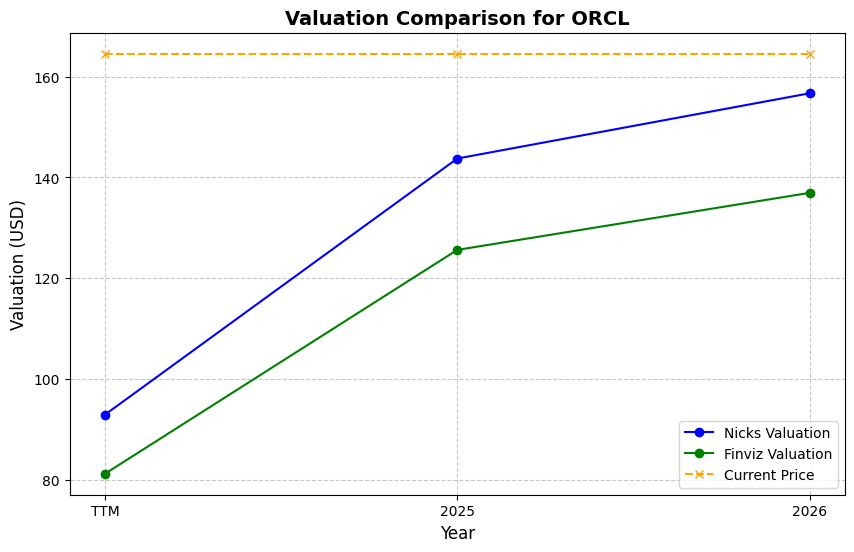 Valuation Comparison for ORCL
160
140
120
100
80
Valuation (USD)
TTM
2025
2026
Year
Nicks Valuation
Finviz Valuation
Current Price